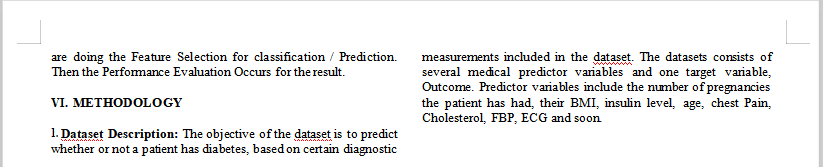 are doing the Feature Selection for classification / Prediction.
Then the Performance Evaluation Occurs for the result.
VI. METHODOLOGY
1. Dataset Description: The objective of the dataset is to predict
whether or not a patient has diabetes, based on certain diagnostic
measurements included in the dataset. The datasets consists of
several medical predictor variables and one target variable,
Outcome. Predictor variables include the number of pregnancies
the patient has had, their BMI, insulin level, age, chest Pain,
Cholesterol, FBP, ECG and soon.